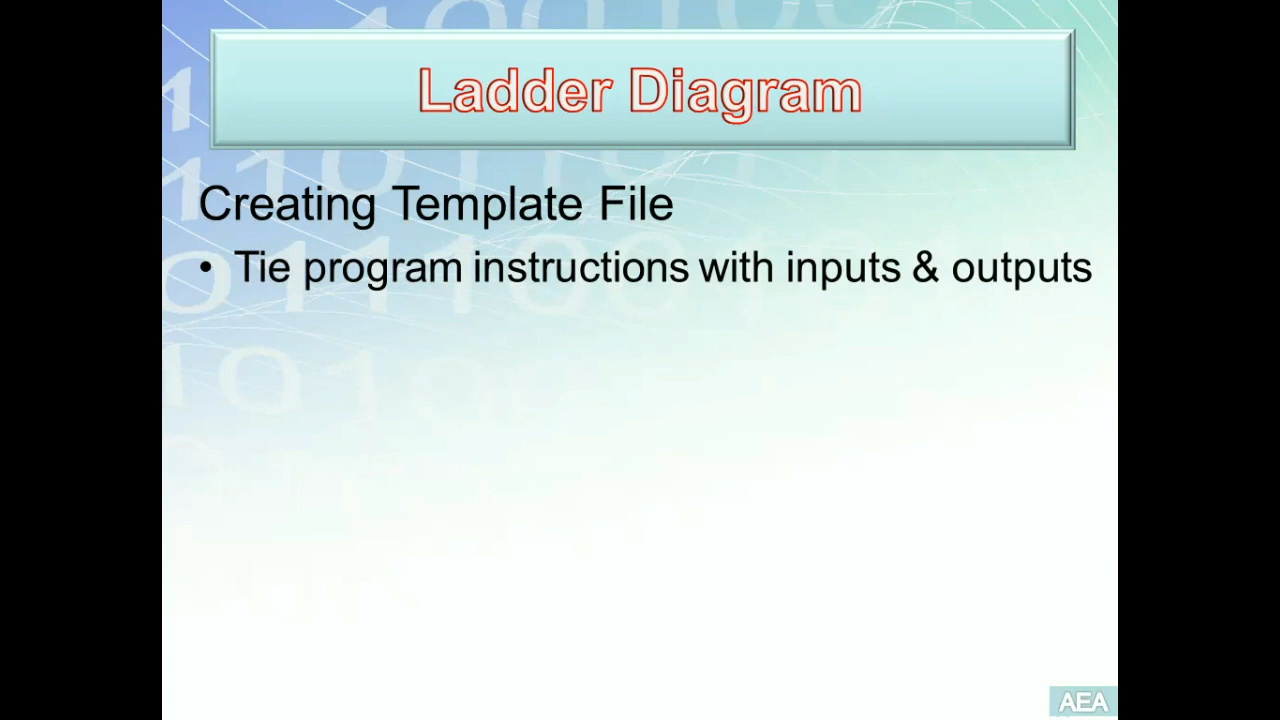 Ladder Diagram
Creating Template File
• Tie program instructions with inputs & outputs
AEA